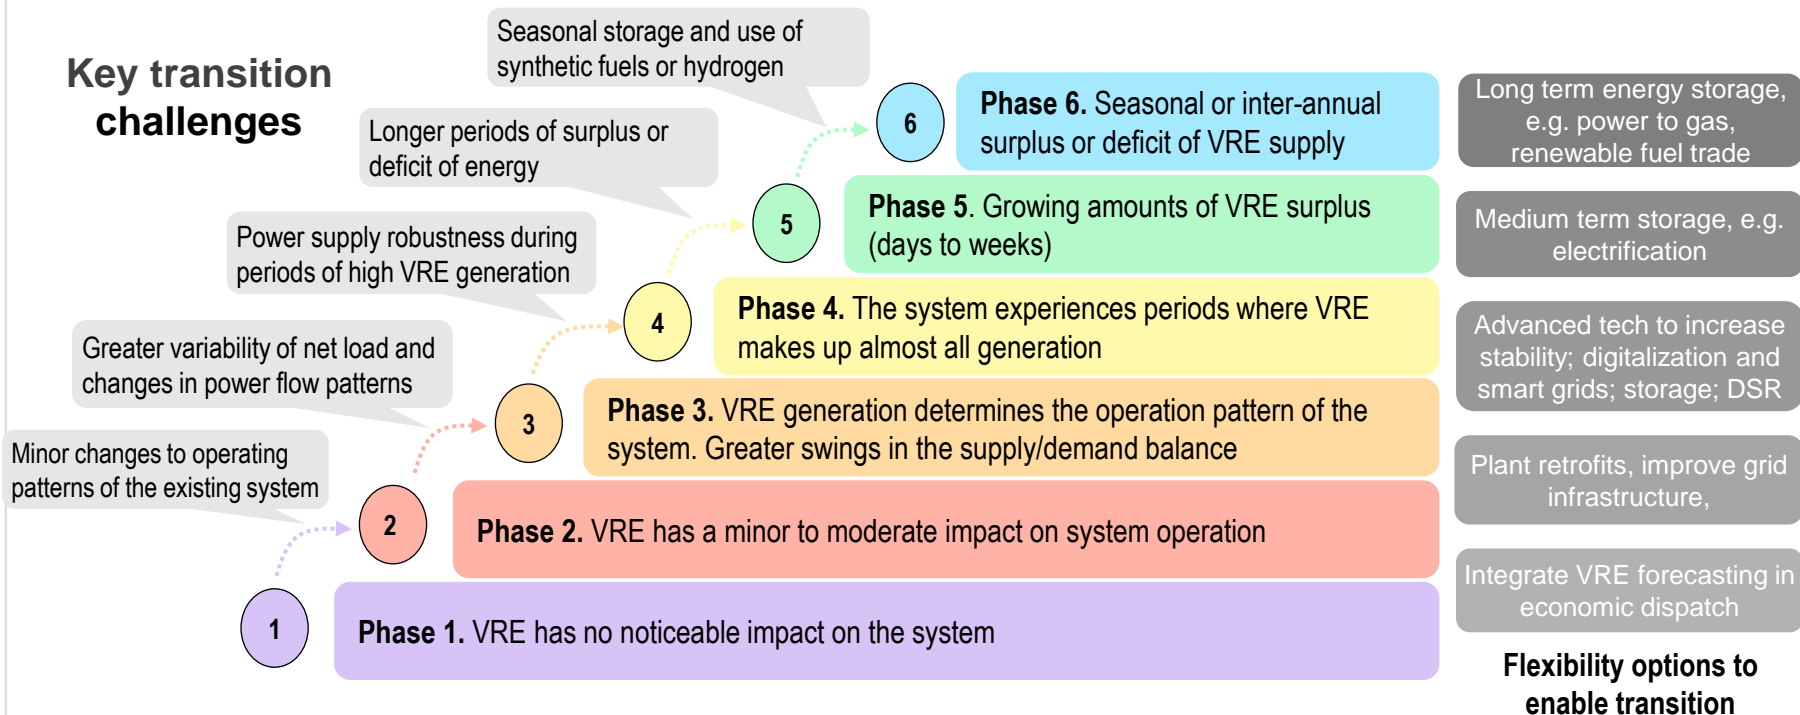 Key transition
challenges
Seasonal storage and use of
synthetic fuels or hydrogen
Longer periods of surplus or
deficit of energy
Power supply robustness during
periods of high VRE generation
Greater variability of net load and
changes in power flow patterns
Minor changes to operating
patterns of the existing system
6
Phase 6. Seasonal or inter-annual
surplus or deficit of VRE supply
5
Phase 5. Growing amounts of VRE surplus
(days to weeks)
4
Phase 4. The system experiences periods where VRE
makes up almost all generation
3
Phase 3. VRE generation determines the operation pattern of the
system. Greater swings in the supply/demand balance
2
Phase 2. VRE has a minor to moderate impact on system operation
1
Phase 1. VRE has no noticeable impact on the system
Long term energy storage,
e.g. power to gas,
renewable fuel trade
Medium term storage, e.g.
electrification
Advanced tech to increase
stability; digitalization and
smart grids; storage; DSR
Plant retrofits, improve grid
infrastructure,
Integrate VRE forecasting in
economic dispatch
Flexibility options to
enable transition